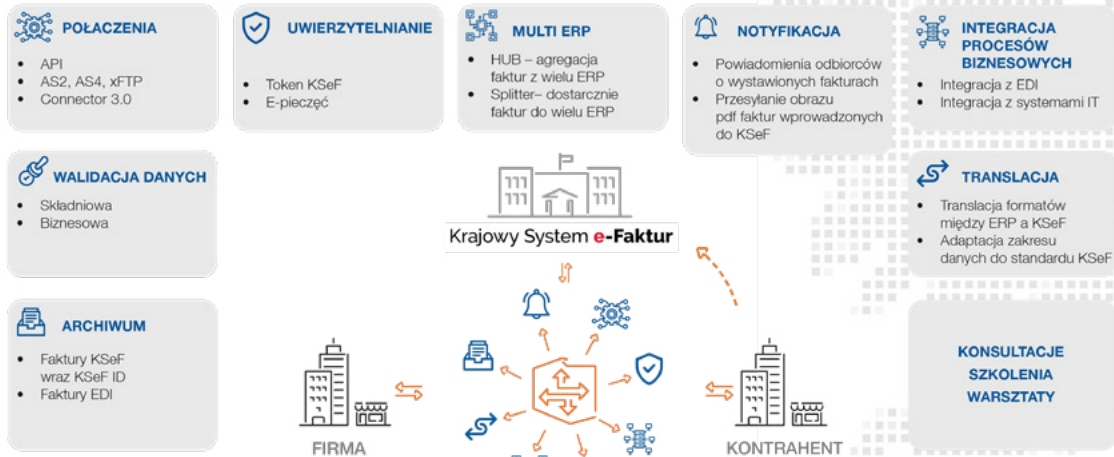 POŁACZENIA
API
AS2, AS4, xFTP
Connector 3.0
UWIERZYTELNIANIE
Token KSeF
E-pieczęć
MULTI ERP
HUB – agregacja
faktur z wielu ERP
Splitter– dostarcznie
faktur do wielu ERP
NOTYFIKACJA
Powiadomienia odbiorców
o wystawionych fakturach
Przesyłanie obrazu
pdf faktur wprowadzonych
do KSeF
INTEGRACJA
PROCESÓW
BIZNESOWYCH
Integracja z EDI
Integracja z systemami IT
WALIDACJA DANYCH
Składniowa
Biznesowa
Krajowy System e-Faktur
TRANSLACJA
Translacja formatów
między ERP a KSeF
Adaptacja zakresu
danych do standardu KSeF
ARCHIWUM
Faktury KSeF
wraz KSeF ID
Faktury EDI
FIRMA
KONTRAHENT
KONSULTACJE
SZKOLENIA
WARSZTATY